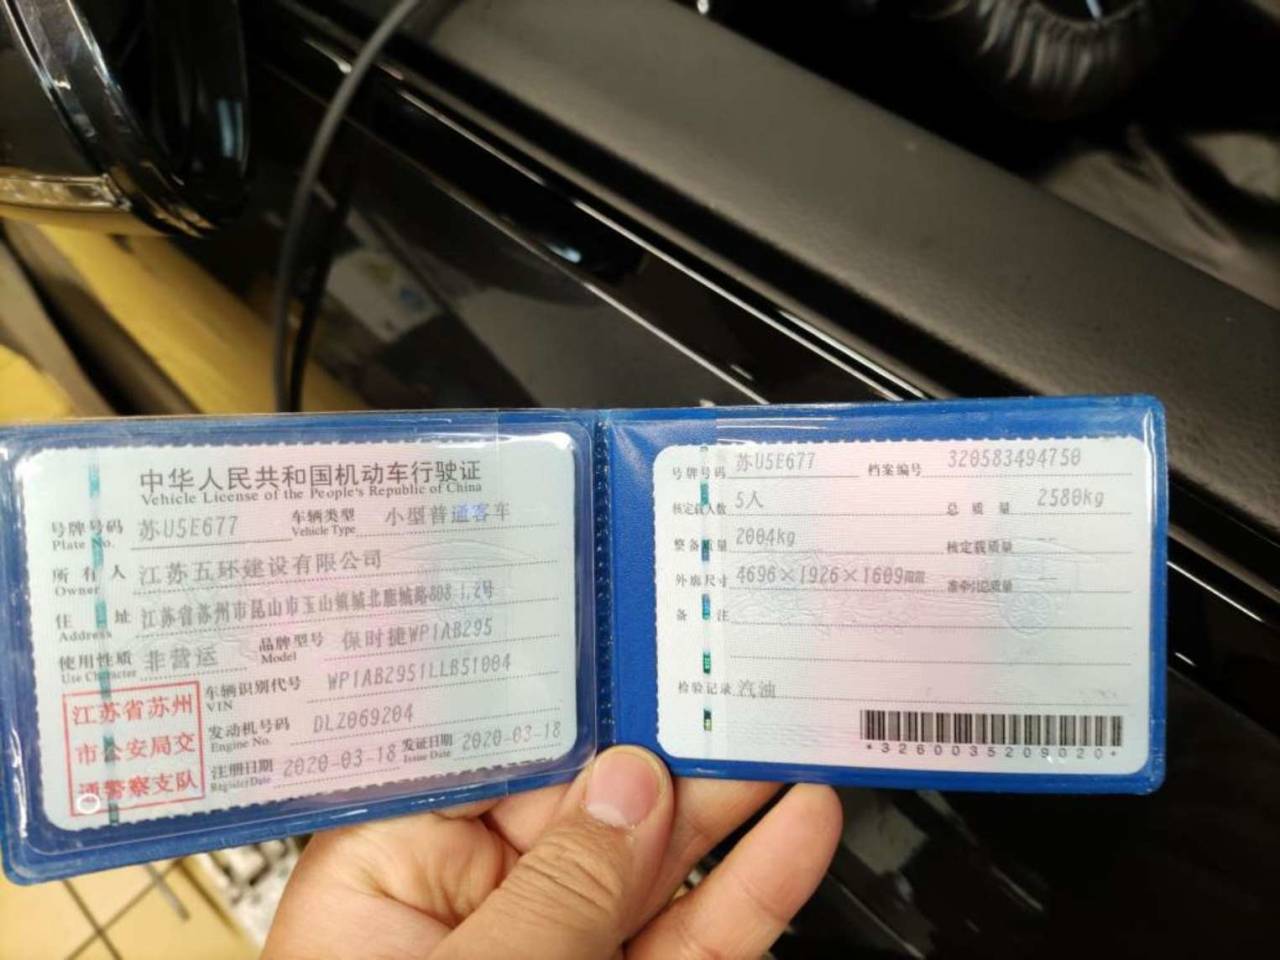 中华人民共和国机动车行驶证
Vehicle License of the People's Republic of China
号牌号码 苏U5E677 车辆类型 小型普通客车
Plate No. Vehicle Type
所有人 江苏五环建设有限公司
Owner
住址 江苏省苏州市昆山市玉山镇城北鹿城路808 1,2号
Address
使用性质 非营运 品牌型号 保时捷WP1AB295
Use Character Model
江苏省苏州
市公安局交
通警察支队
车辆识别代号 WP1AB2951LLB51004
VIN
发动机号码 DLZ069204
Engine No.
注册日期 2020-03-18 发证日期 2020-03-18
Register Date Issue Date
号牌号码 苏U5E677 档案编号 320583494750
核定载人数 5人 总质量 2580kg
整备质量 2004kg 核定载质量 --
外廓尺寸 4696×1926×1609mm 准牵引总质量 --
备注
检验记录 汽油
*3260035209020*